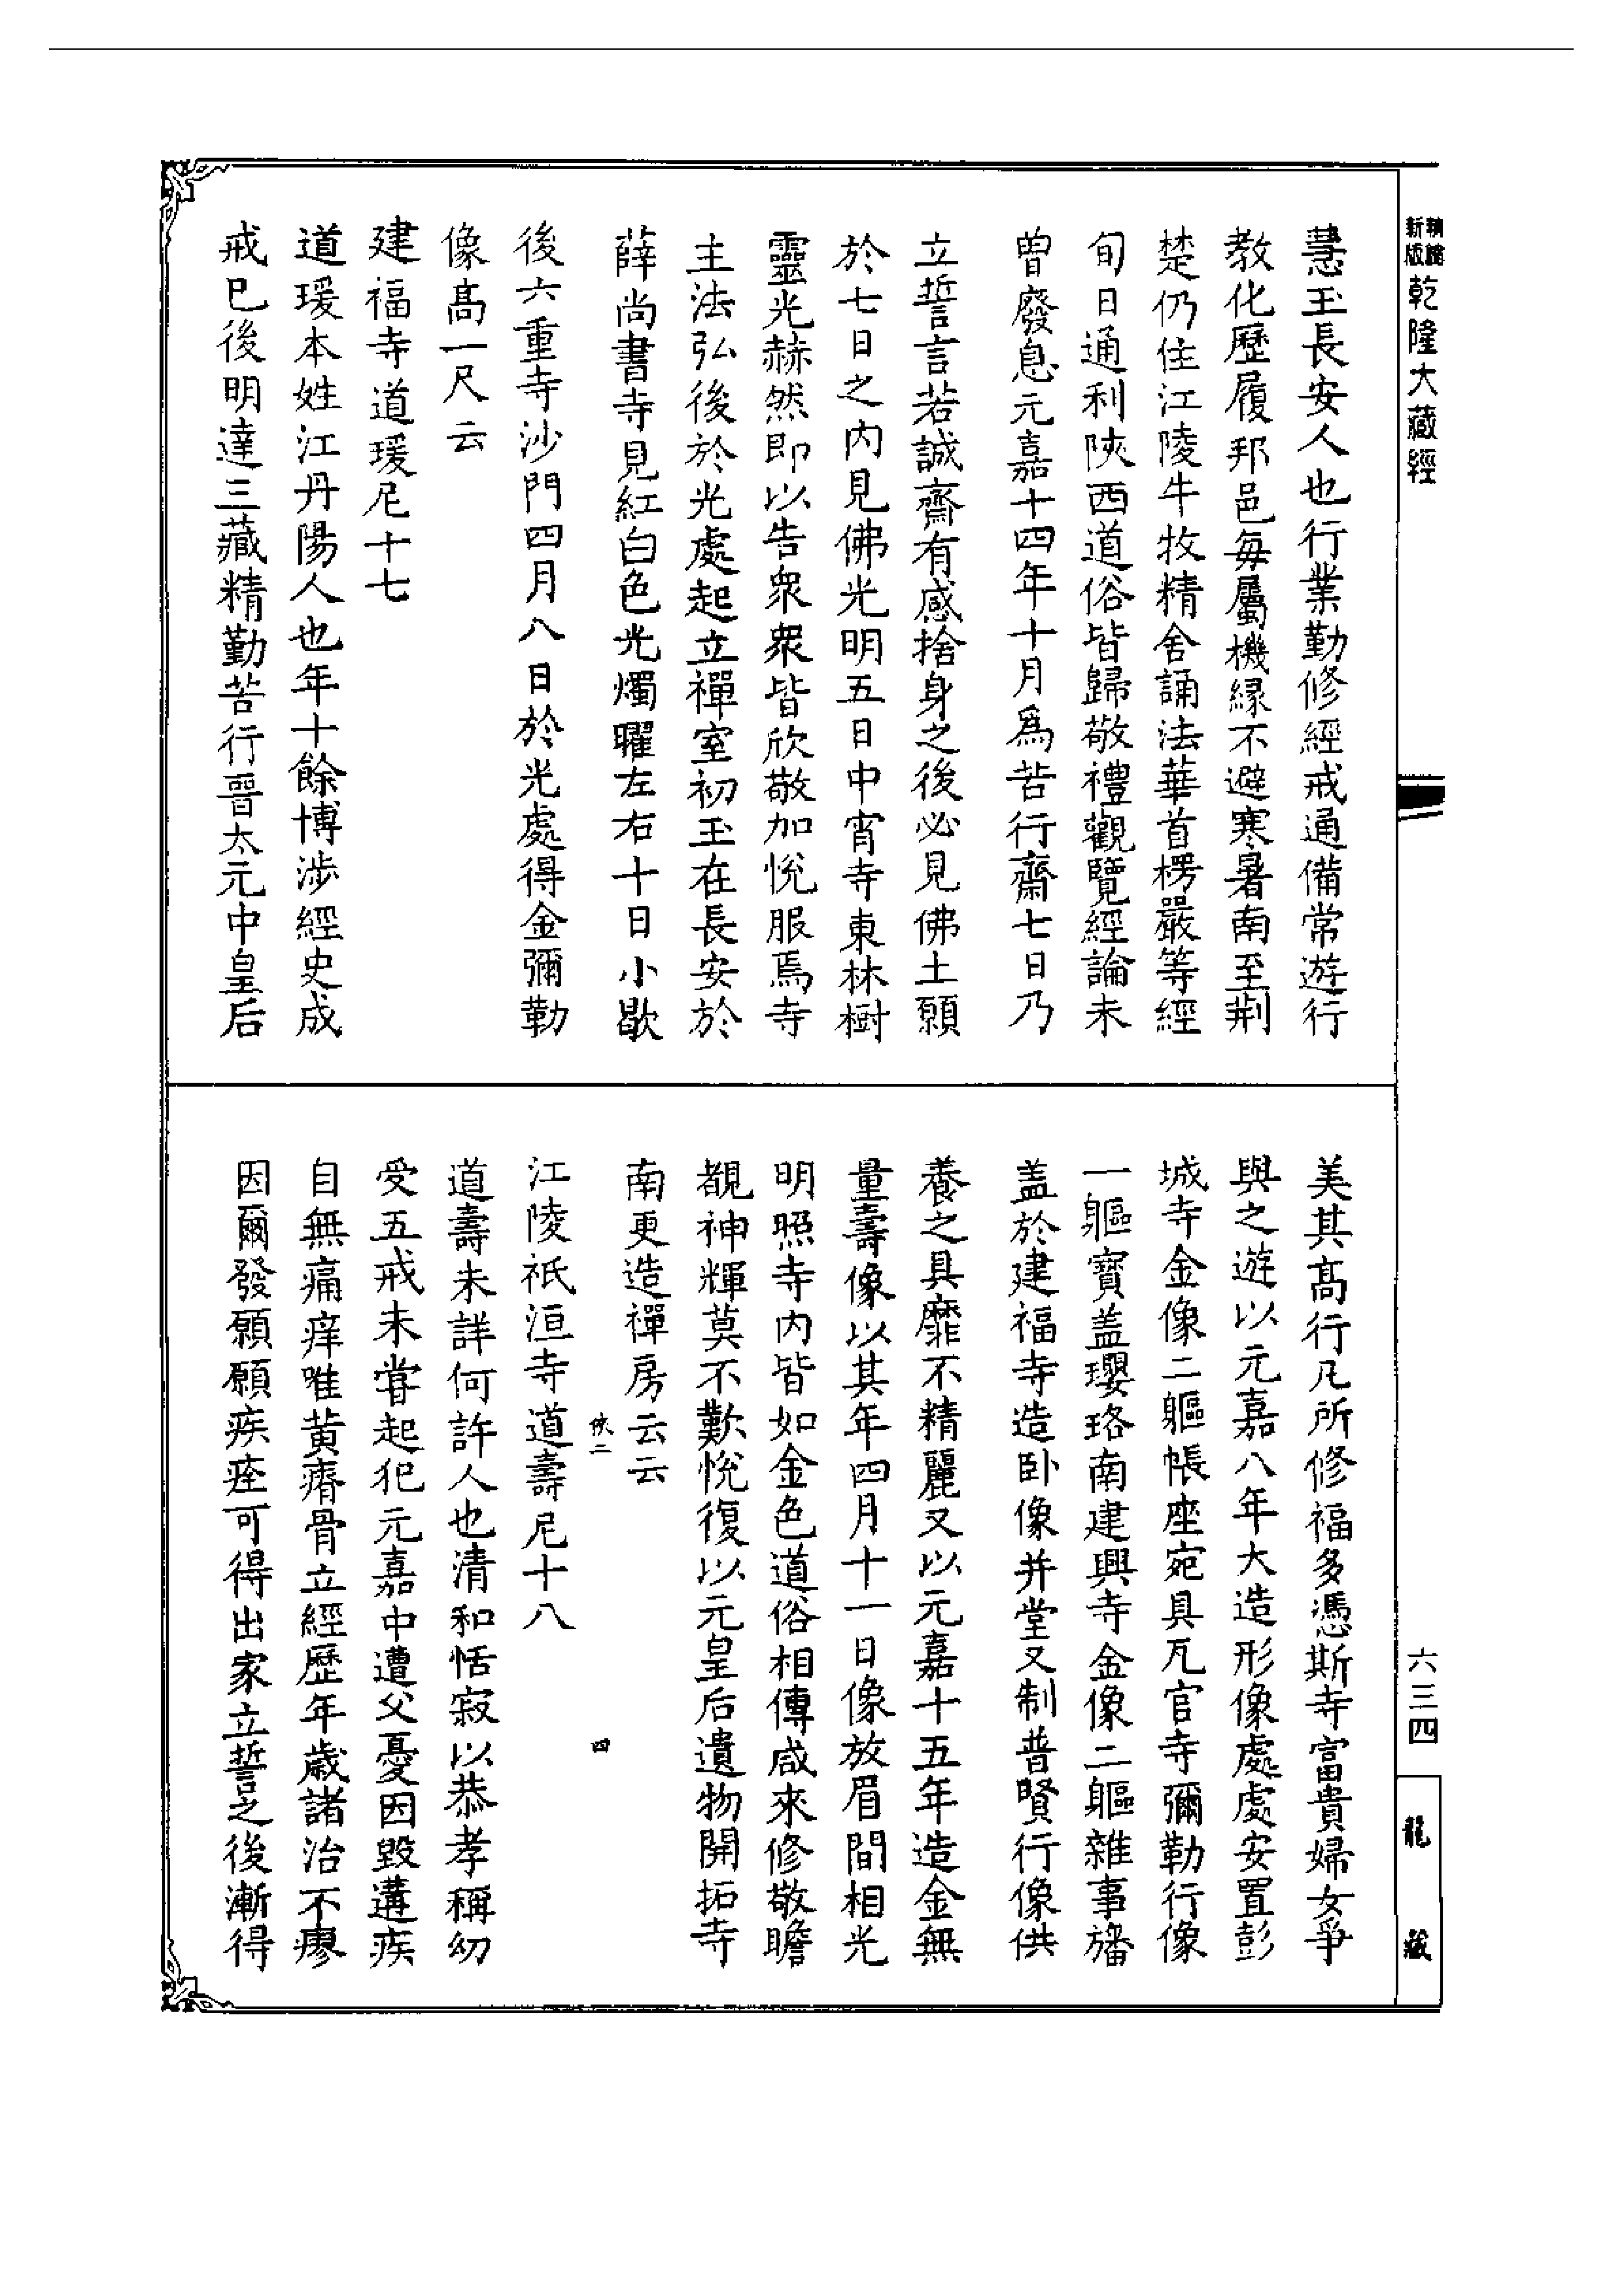 新版
乾隆大藏經
慧玉長安人也行業勤修經戒通備常遊行
教化歷履邦邑每屬機縁不避寒暑南至荆
楚仍住江陵牛牧精舍誦法華首楞嚴等經
旬日通利陝西道俗皆歸敬禮觀覽經論未
曽廢息元嘉十四年十月爲苦行齋七日乃
立誓言若誠齋有感捨身之後必見佛土願
於七日之内見佛光明五日中宵寺東林樹
靈光赫然即以告衆衆皆欣敬加悅服焉寺
主法弘後於光處起立禪室初玉在長安於
薛尚書寺見紅白色光燭曜左右十日小歇
後六重寺沙門四月八日於光處得金彌勒
像髙一尺云
建福寺道瑗尼十七
道瑗本姓江丹陽人也年十餘博涉經史成
戒巳後明達三藏精勤苦行晉太元中皇后
美其髙行凡所修福多憑斯寺富貴婦女爭
與之遊以元嘉八年大造形像處處安置彭
城寺金像二軀帳座宛具瓦官寺彌勒行像
一軀寶盖瓔珞南建興寺金像二軀雜事旛
盖於建福寺造卧像并堂又制普賢行像供
養之具靡不精麗又以元嘉十五年造金無
量壽像以其年四月十一日像放眉間相光
明照寺内皆如金色道俗相傳咸來修敬瞻
覩神輝莫不歎悅復以元皇后遺物開拓寺
南更造禪房云云
二
四
江陵祇洹寺道壽尼十八
道壽未詳何許人也清和恬寂以恭孝稱幼
受五戒未甞起犯元嘉中遭父憂因毀遘疾
自無痛痒唯黄瘠骨立經歷年歲諸治不瘳
因爾發願願疾痊可得出家立誓之後漸得
六三四
龍藏